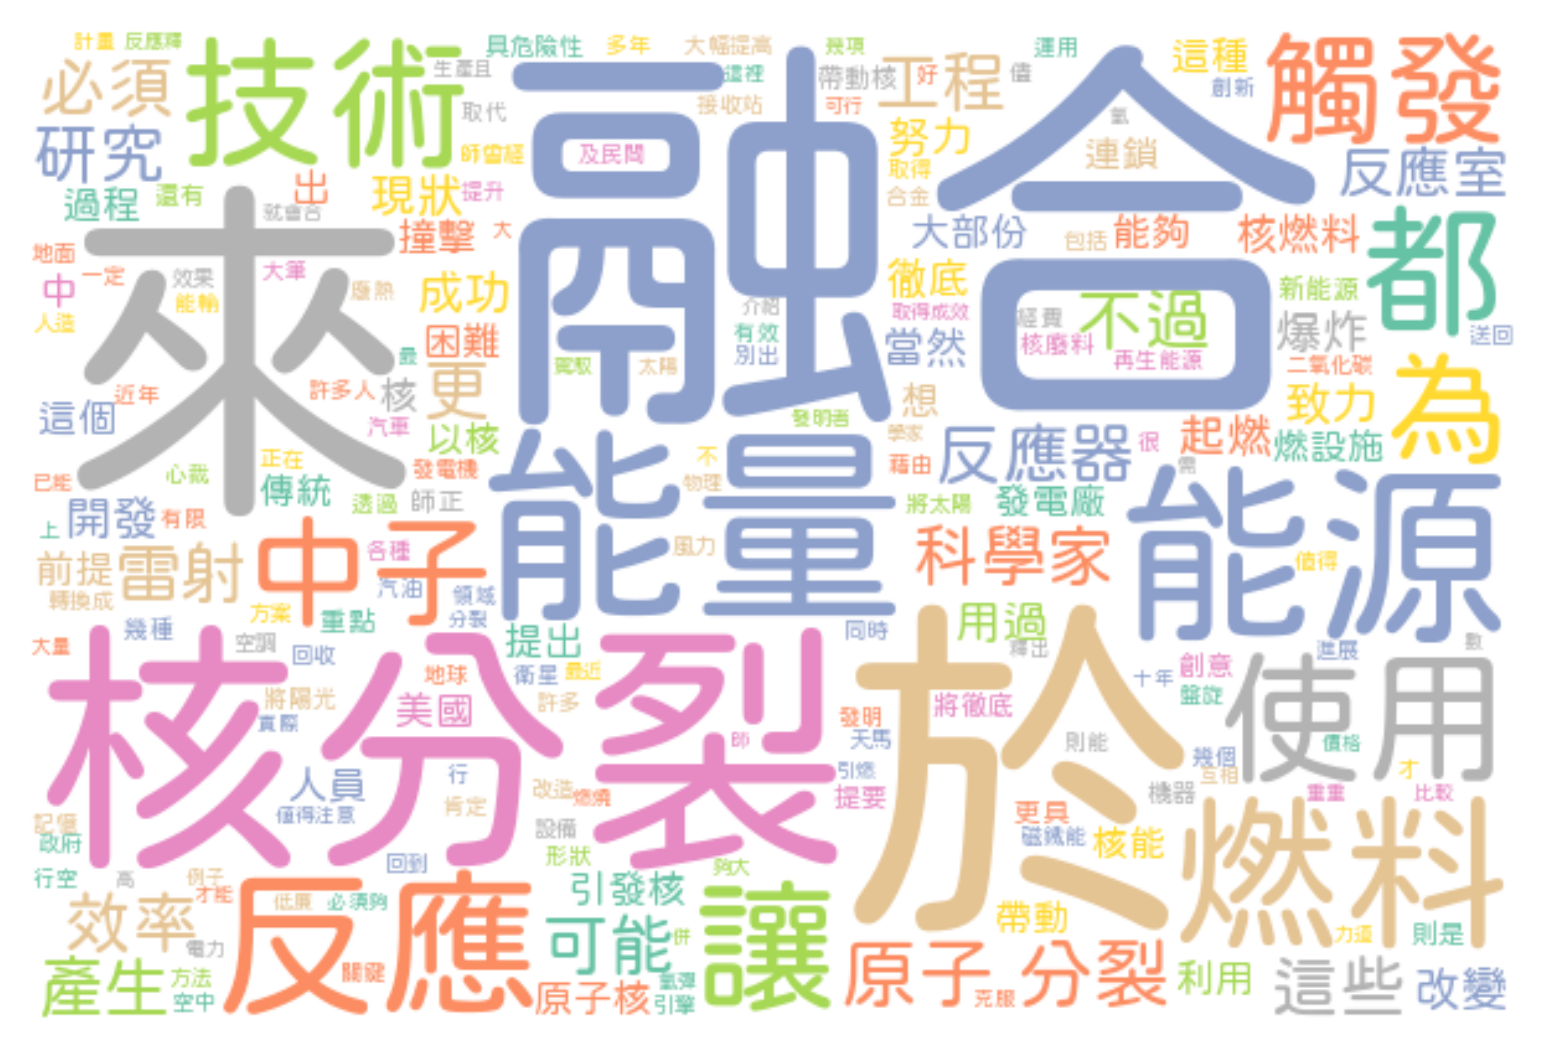 計畫
反應釋
具危險性
多年
大幅提高
幾項
運用
必須
技術
生產且
融合
這裡
帶動核
好
工程
儘
這種
創新
觸發
取代
接收站
可行
氫
研究
師曾經
及民間
努力
連鎖
反應室
取得
合金
過程
還有
出
現狀
提升
就會合
來
撞擊
大
大部份
包括
能夠
核燃料
都
地面
一定
效果
大筆
中
能輸
廢熱
成功
徹底
新能源
人造
介紹
取得成效
經費
不過
爆炸
送回
困難
有效
別出
當然
核廢料
再生能源
最
駕馭
太陽
二氧化碳
近年
許多人
核
更
想
致力
為
這個
汽車
以核
發明者
學家
反應器
很
起燃
燃設施
已能
心裁
正在
發電機
能量
不
藉由
需
傳統
透過
師正
物理
將太陽
發電廠
能源
上
開發
有限
中子
各種
風力
科學家
值得
前提
雷射
轉換成
汽油
領域
方案
重點
分裂
用過
大量
幾種
空調
回收
提出
同時
釋出
於
進展
數
核分裂
地球
衛星
最近
十年
創意
使用
將陽光
美國
許多
將徹底
盤旋
真際
發明
師
天馬
則能
幾個
價格
人員
行
引燃
互相
才
值得注意
肯定
改造
燃燒
提要
機器
重重
比較
記憶
更具
燃料
政府
設備
磁鐵能
核能
回到
形狀
行空
高
例子
夠大
才能
效率
低廉
必須夠
引發核
讓
帶動
反應
可能
併
力道
則是
電力
原子
分裂
產生
方法
關鍵
氫彈
利用
這些
改變
空中
原子核
引擎
克服